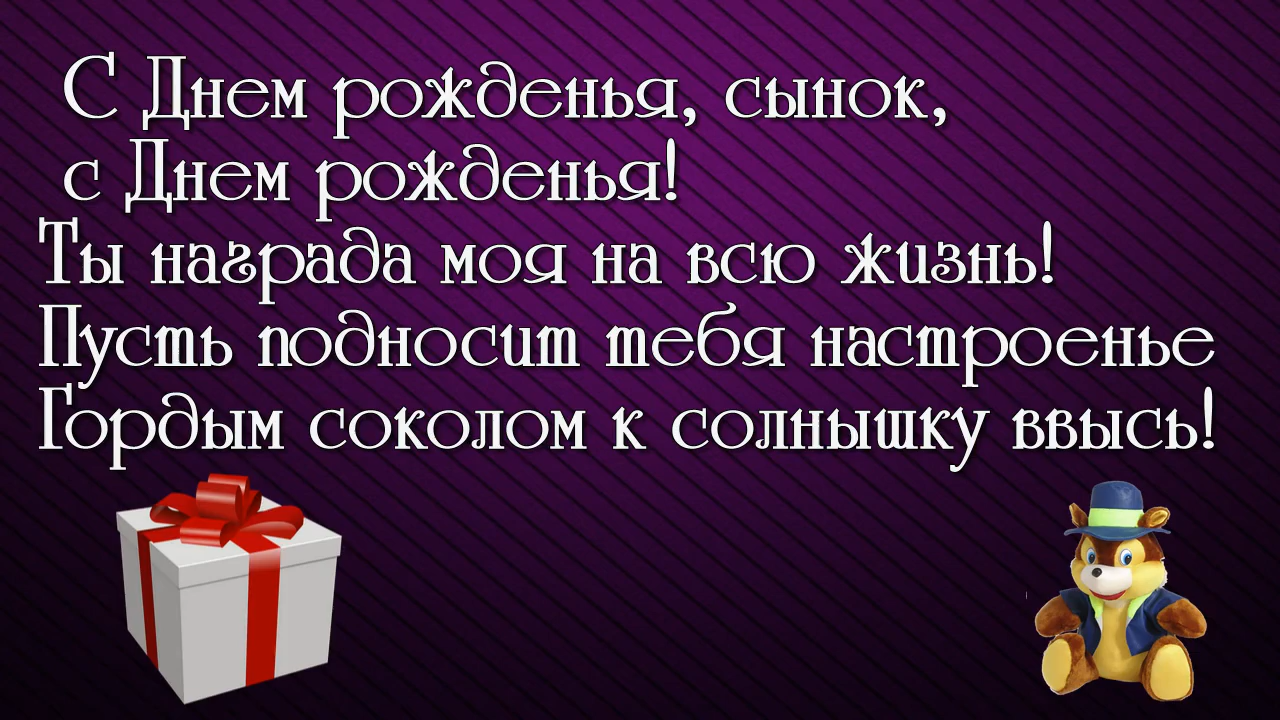 С Днем рожденья, сынок,
с Днем рожденья!
Ты награда моя на всю жизнь!
Пусть подносит тебя настроенье
Гордым соколом к солнышку ввысь!